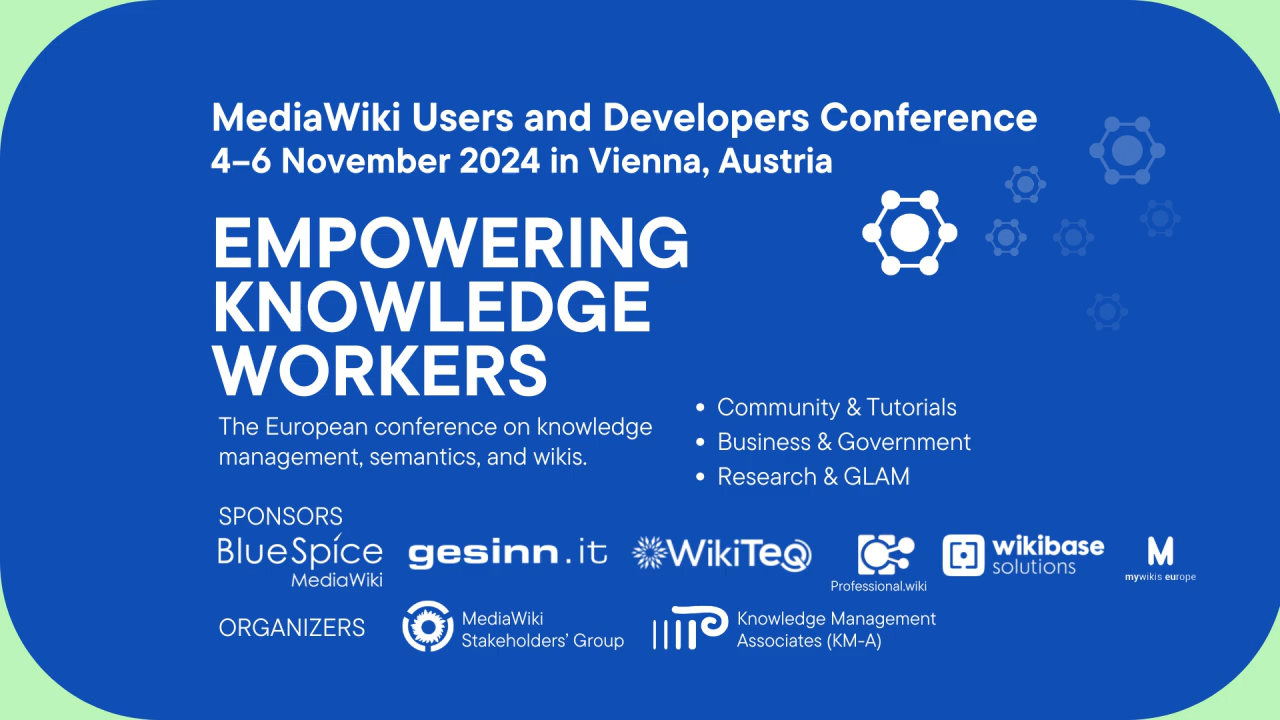 MediaWiki Users and Developers Conference
4–6 November 2024 in Vienna, Austria
EMPOWERING
KNOWLEDGE
WORKERS
The European conference on knowledge
management, semantics, and wikis.
• Community & Tutorials
• Business & Government
• Research & GLAM
SPONSORS
BlueSpice
MediaWiki
gesinn.it
WikiTeQ
Professional.wiki
wikibase
solutions
mywikis europe
ORGANIZERS
MediaWiki
Stakeholders’ Group
Knowledge Management
Associates (KM-A)